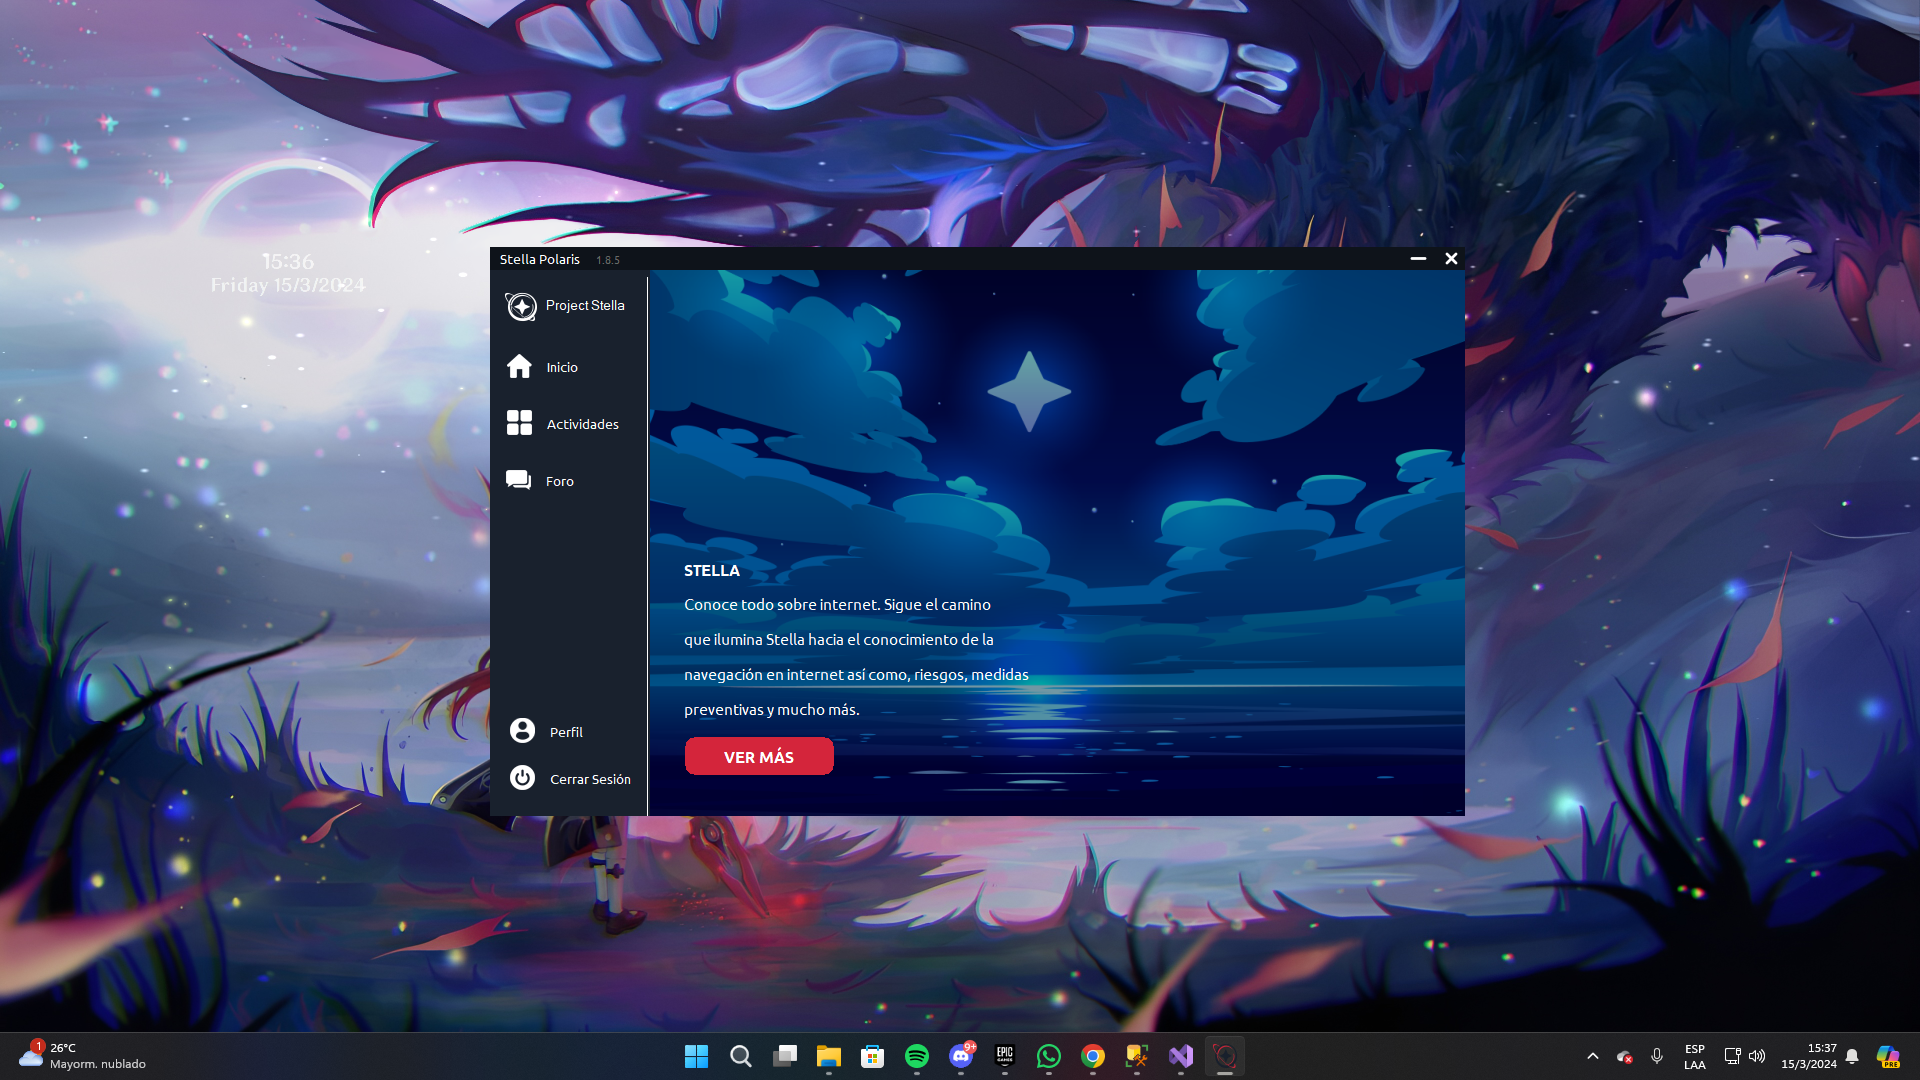 15:36
Friday 15/3/2024
Stella Polaris 1.8.5
Project Stella
Inicio
Actividades
Foro
Perfil
Cerrar Sesión
STELLA
Conoce todo sobre internet. Sigue el camino
que ilumina Stella hacia el conocimiento de la
navegación en internet así como, riesgos, medidas
preventivas y mucho más.
VER MÁS
1
26°C
Mayorm. nublado
9+
EPIC
GAMES
ESP
LAA
15:37
15/3/2024
PRE